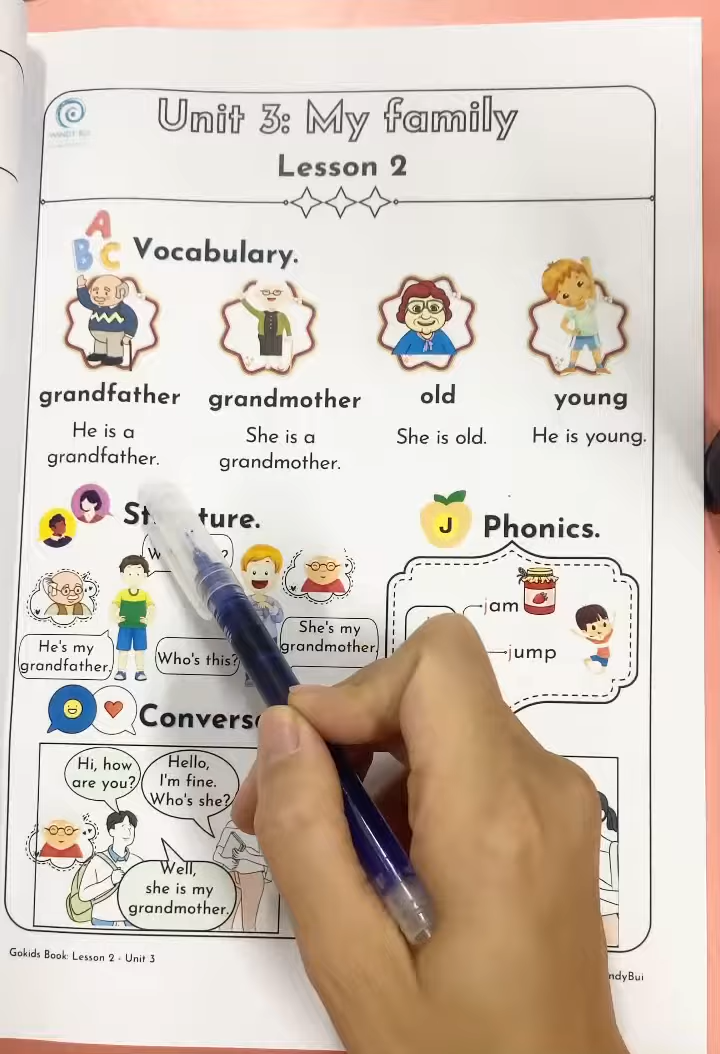 Unit 3: My family
Lesson 2
A
B C
Vocabulary.
grandfather
He is a
grandfather.
grandmother
She is a
grandmother.
old
She is old.
young
He is young.
He's my
grandfather.
Who's this?
She's my
grandmother.
J
Phonics.
jam
jump
Hi, how
are you?
Hello,
I'm fine.
Who's she?
Well,
she is my
grandmother.
Gokids Book: Lesson 2 - Unit 3